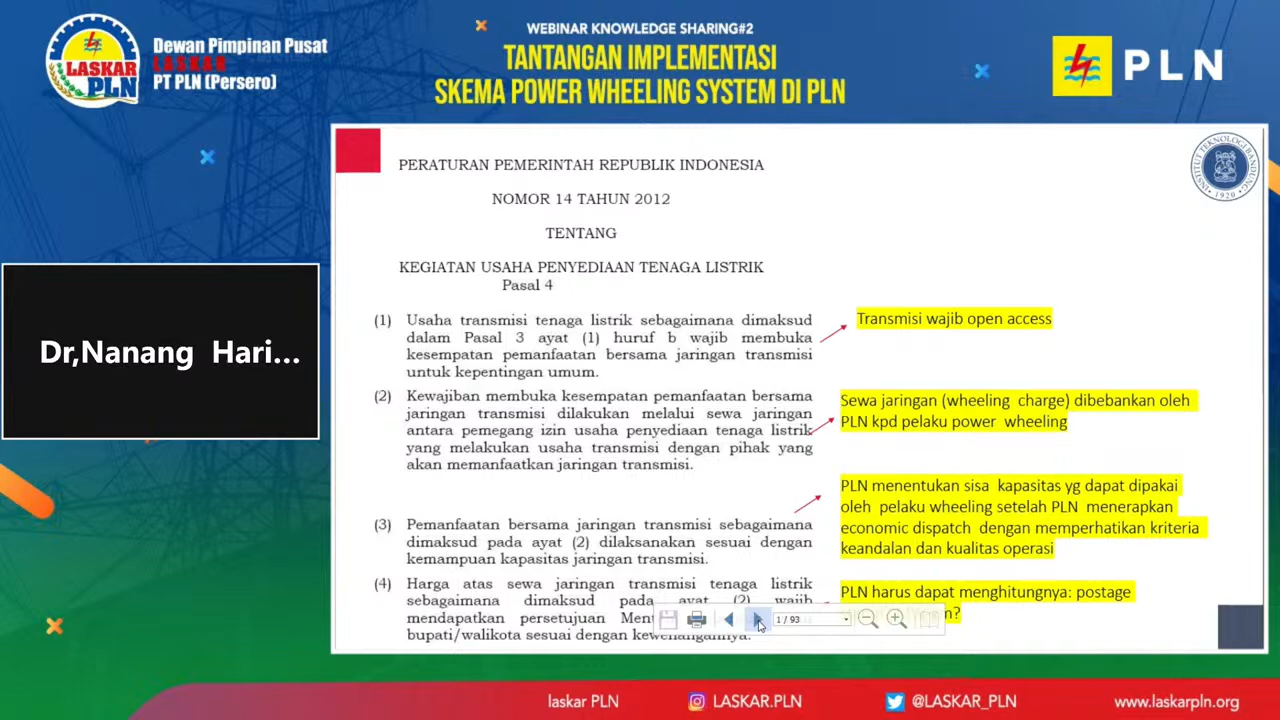 WEBINAR KNOWLEDGE SHARING#2
TANTANGAN IMPLEMENTASI
SKEMA POWER WHEELING SYSTEM DI PLN
LASKAR
PLN
Dewan Pimpinan Pusat
LASKAR
PT PLN (Persero)
PLN
INSTITUT TEKNOLOGI BANDUNG
1920
PERATURAN PEMERINTAH REPUBLIK INDONESIA
NOMOR 14 TAHUN 2012
TENTANG
KEGIATAN USAHA PENYEDIAAN TENAGA LISTRIK
Pasal 4
(1) Usaha transmisi tenaga listrik sebagaimana dimaksud
dalam Pasal 3 ayat (1) huruf b wajib membuka
kesempatan pemanfaatan bersama jaringan transmisi
untuk kepentingan umum.
Transmisi wajib open access
(2) Kewajiban membuka kesempatan pemanfaatan bersama
jaringan transmisi dilakukan melalui sewa jaringan
antara pemegang izin usaha penyediaan tenaga listrik
yang melakukan usaha transmisi dengan pihak yang
akan memanfaatkan jaringan transmisi.
Sewa jaringan (wheeling charge) dibebankan oleh
PLN kpd pelaku power wheeling
(3) Pemanfaatan bersama jaringan transmisi sebagaimana
dimaksud pada ayat (2) dilaksanakan sesuai dengan
kemampuan kapasitas jaringan transmisi.
PLN menentukan sisa kapasitas yg dapat dipakai
oleh pelaku wheeling setelah PLN menerapkan
economic dispatch dengan memperhatikan kriteria
keandalan dan kualitas operasi
(4) Harga atas sewa jaringan transmisi tenaga listrik
sebagaimana dimaksud pada ayat (2) wajib
mendapatkan persetujuan
bupati/walikota sesuai dengan kewenangannya.
PLN harus dapat menghitungnya: postage
1 / 93
Dr,Nanang Hari...
laskar PLN
LASKAR.PLN
@LASKAR_PLN
www.laskarpln.org